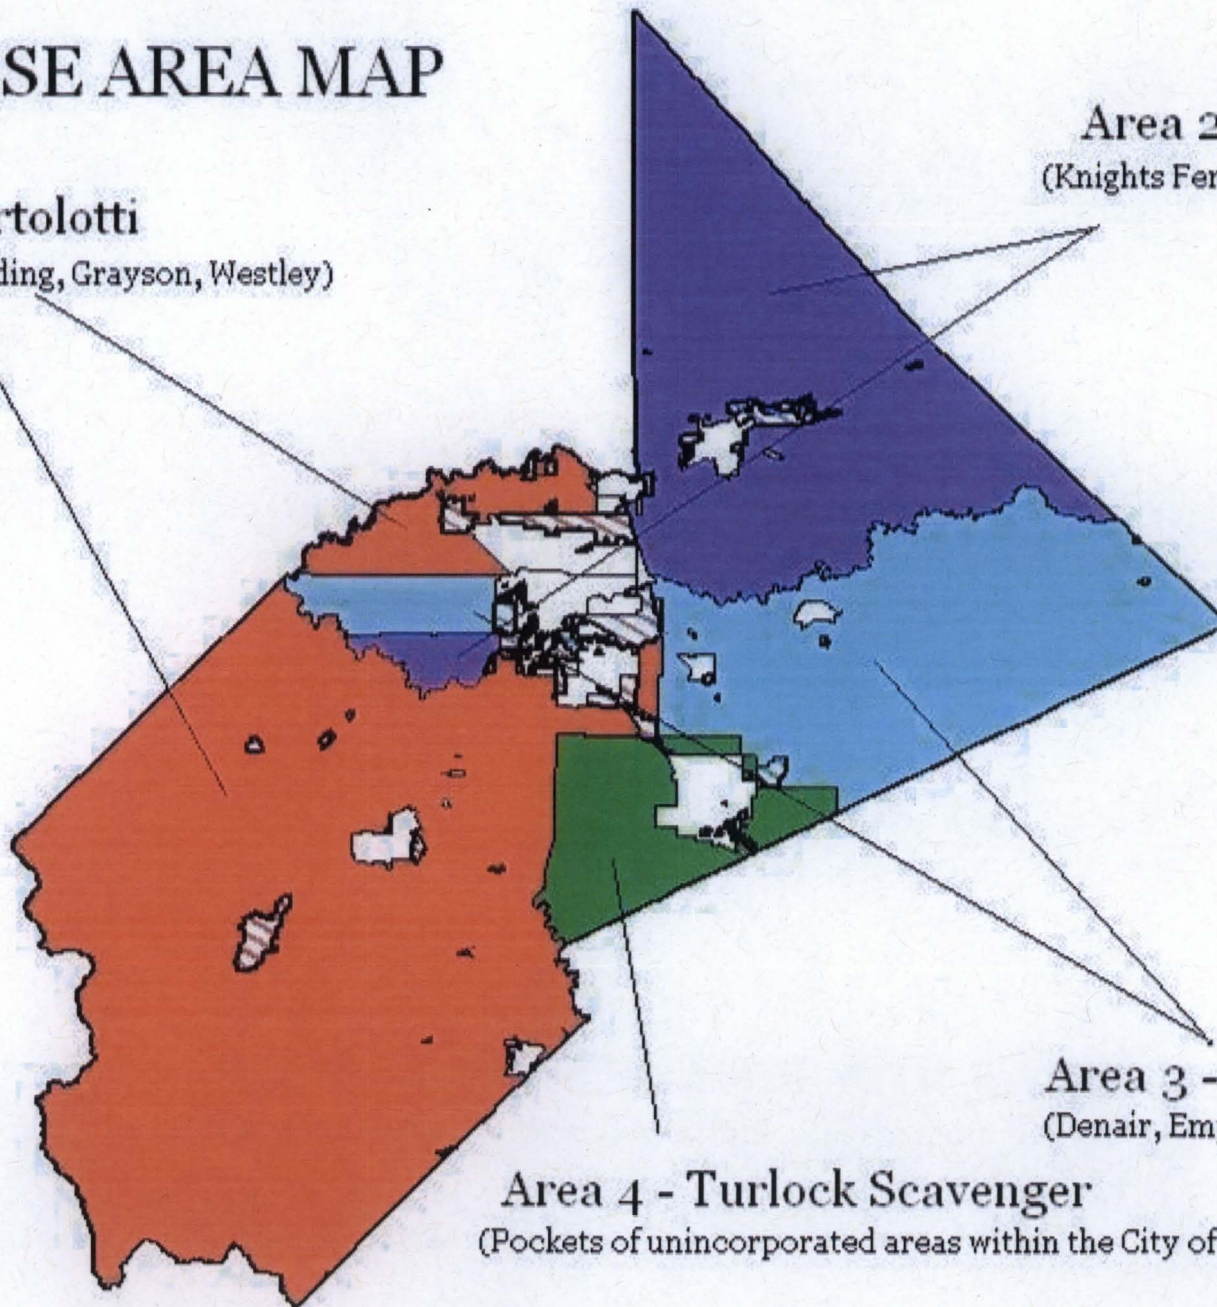 SE AREA MAP
Area 2
(Knights Fer
rtolotti
ding, Grayson, Westley)
Area 3 -
(Denair, Em
Area 4 - Turlock Scavenger
(Pockets of unincorporated areas within the City of